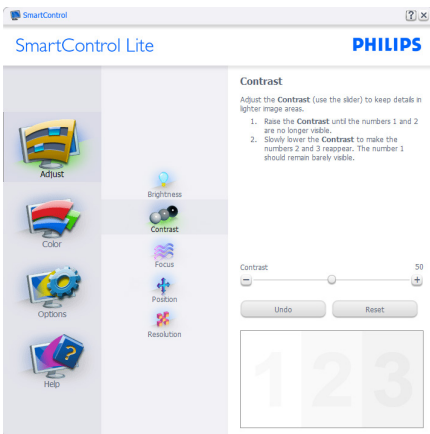 SmartControl
SmartControl Lite
PHILIPS
Adjust
Color
Options
Help
Brightness
Contrast
Focus
Position
Resolution
Contrast
Adjust the Contrast (use the slider) to keep details in
lighter image areas.
1. Raise the Contrast until the numbers 1 and 2
are no longer visible.
2. Slowly lower the Contrast to make the
numbers 2 and 3 reappear. The number 1
should remain barely visible.
Contrast 50
Undo Reset
1 2 3